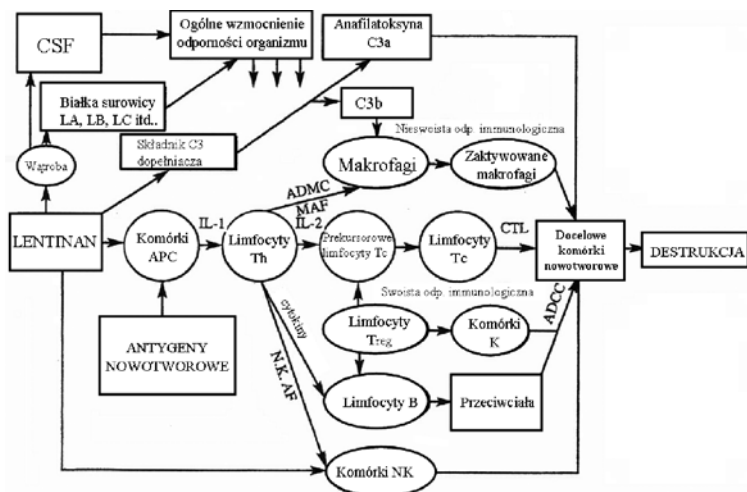 CSF
Ogólne wzmocnienie
odporności organizmu
Anafilatoksyna
C3a
Białka surowicy
LA, LB, LC itd..
C3b
Składnik C3
dopełniacza
Nieswoista odp. immunologiczna
Wątroba
Makrofagi
Zaktywowane
makrofagi
ADMC
MAF
LENTINAN
Komórki
APC
IL-1
Limfocyty
Th
IL-2
Prekursorowe
limfocyty Tc
Limfocyty
Tc
CTL
Docelowe
komórki
nowotworowe
DESTRUKCJA
Swoista odp. immunologiczna
cytokiny
Limfocyty
Treg
Komórki
K
ADCC
ANTYGENY
NOWOTWOROWE
N.K. AF
Limfocyty B
Przeciwciała
Komórki NK